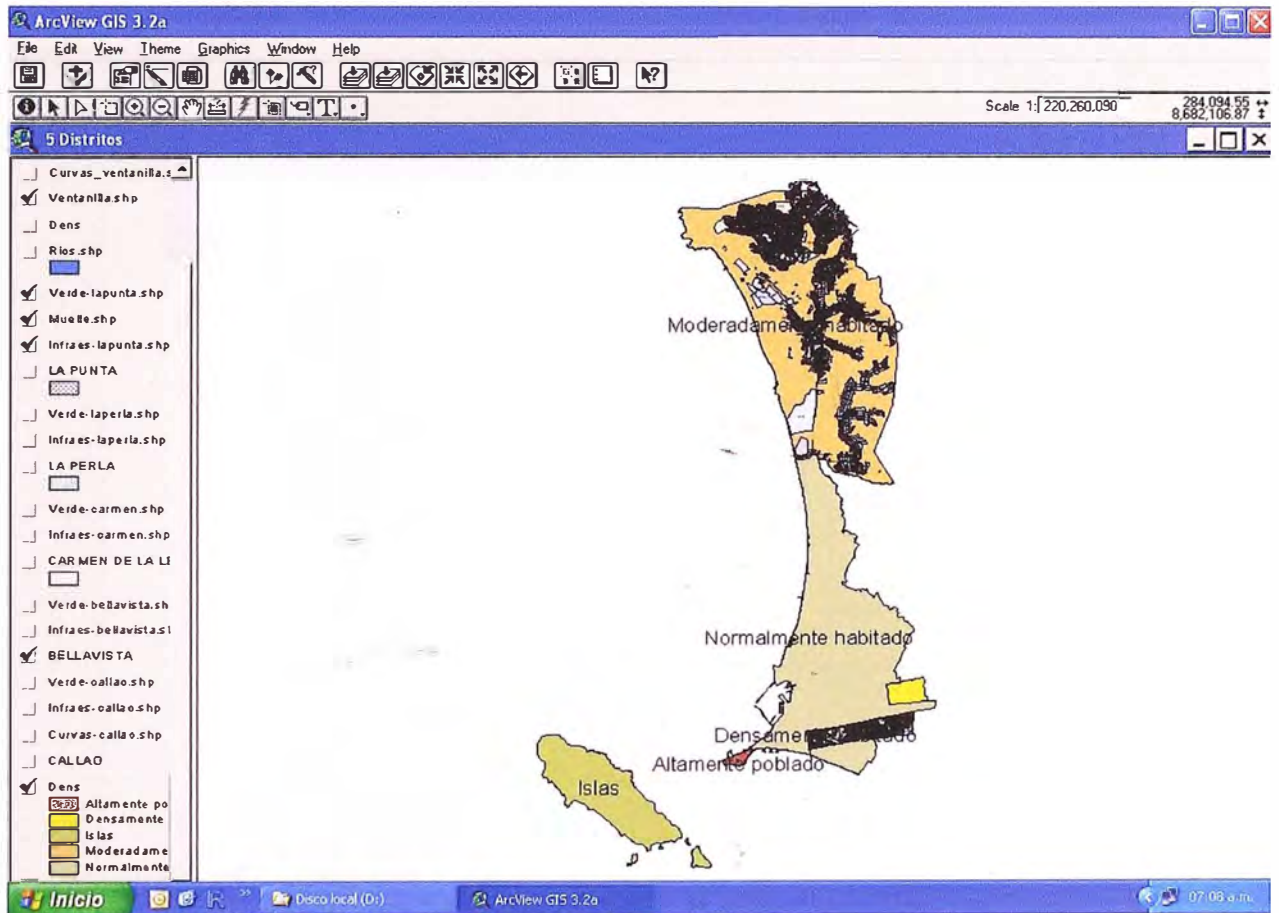 ArcView GIS 3.2a
File Edit View Theme Graphics Window Help
Scale 1: 220,260,090
284,094.55
8,682,106.87
5 Distritos
Curvas_ventanilla.s
Ventanilla.shp
Dens
Rios.shp
Verde-lapunta.shp
Muelle.shp
Infraes-lapunta.shp
LA PUNTA
Verde-laperla.shp
Infraes-laperla.shp
LA PERLA
Verde-carmen.shp
Infraes-carmen.shp
CARMEN DE LA LE
Verde-bellavista.sh
Infraes-bellavista.sl
BELLAVISTA
Verde-callao.shp
Infraes-callao.shp
Curvas-callao.shp
CALLAO
Dens
Altamente po
Densamente
Islas
Moderadame
Normalmente
Moderadamente habitado
Normalmente habitado
Densamente habitado
Altamente poblado
Islas
Inicio
Disco local (D:)
ArcView GIS 3.2a
07:08 a.m.